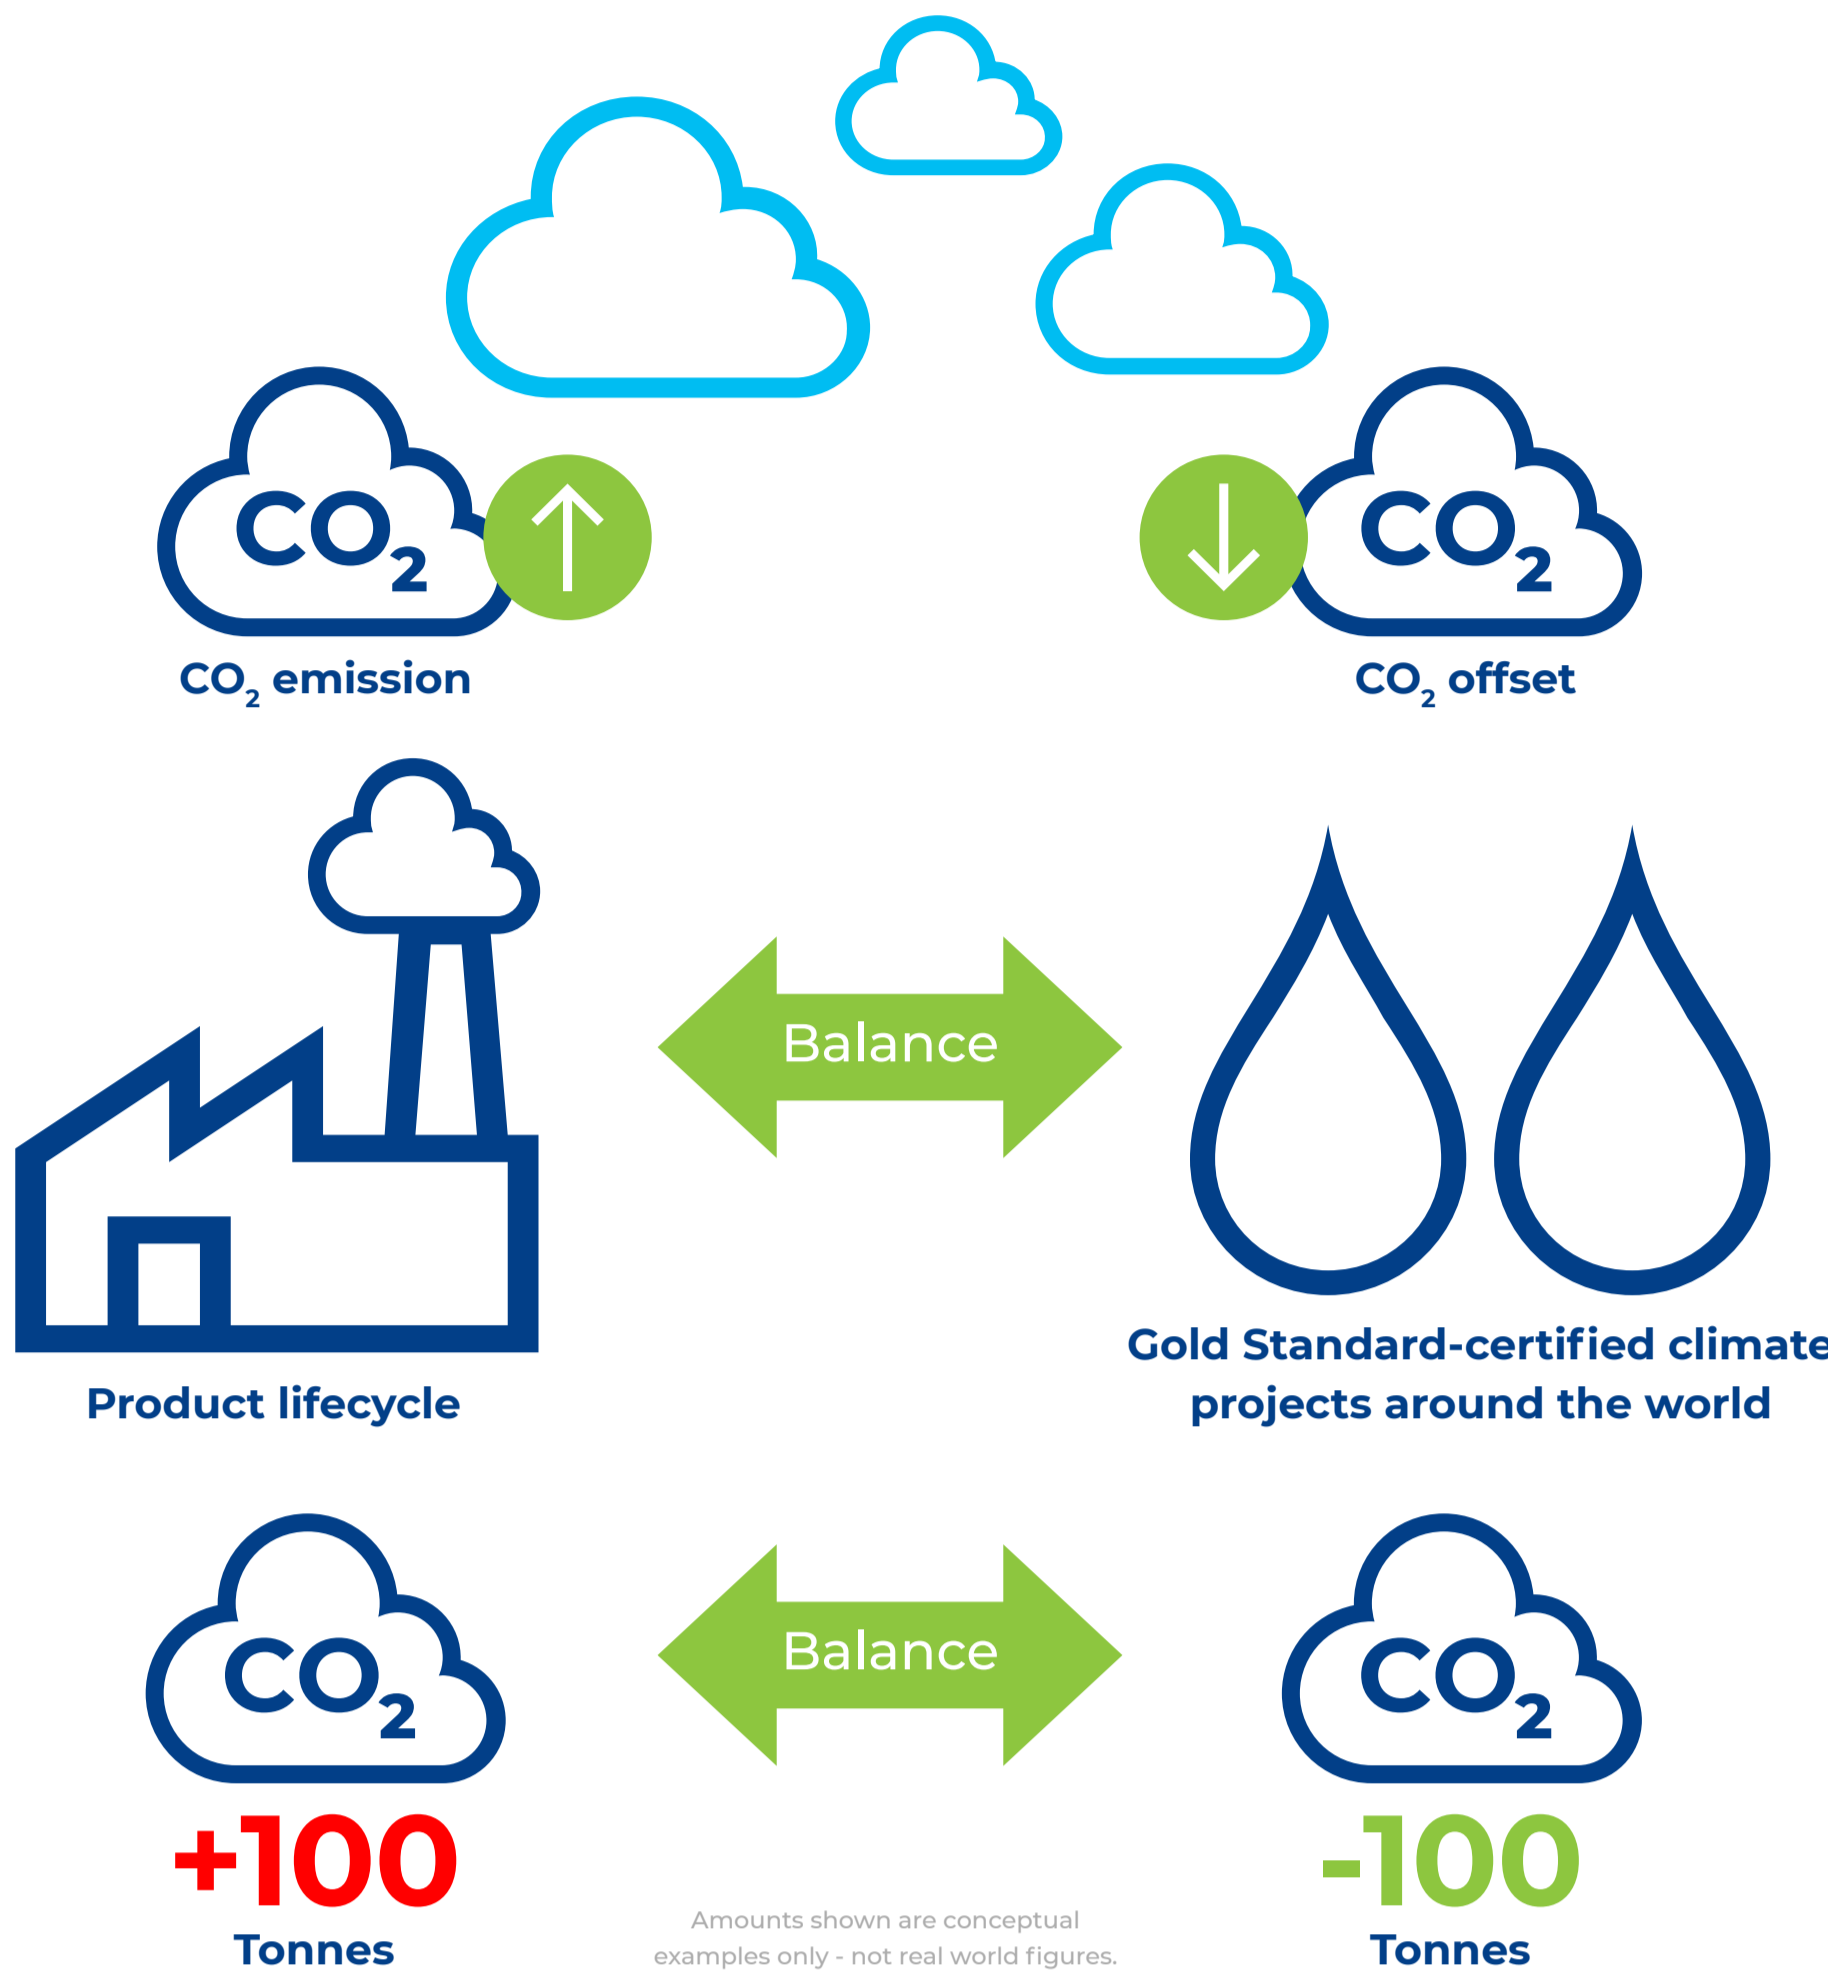 CO₂
CO₂
CO₂ emission
CO₂ offset
Balance
Gold Standard-certified climate
projects around the world
Product lifecycle
CO₂
Balance
CO₂
+100
-100
Tonnes
Tonnes
Amounts shown are conceptual
examples only - not real world figures.